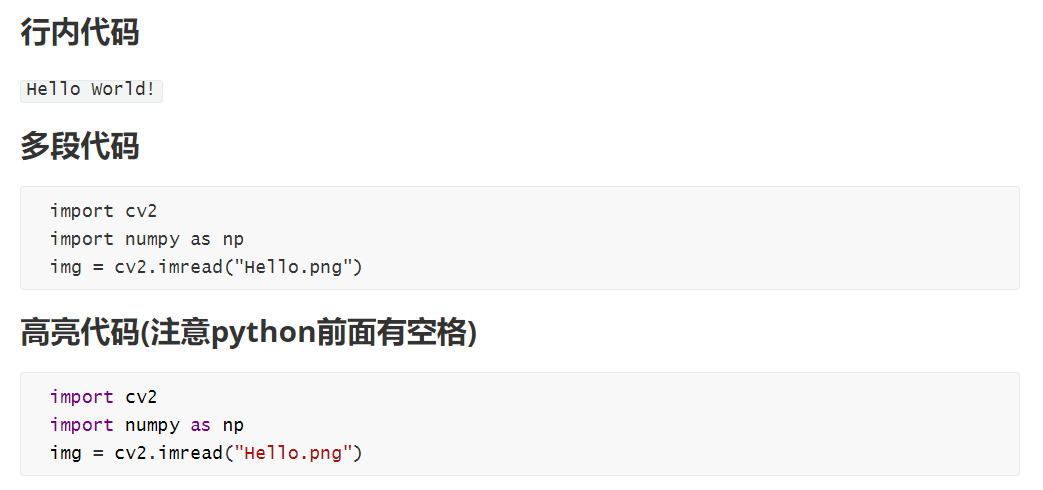 行内代码
Hello World!
多段代码
import cv2
import numpy as np
img = cv2.imread("Hello.png")
高亮代码(注意python前面有空格)
import cv2
import numpy as np
img = cv2.imread("Hello.png")